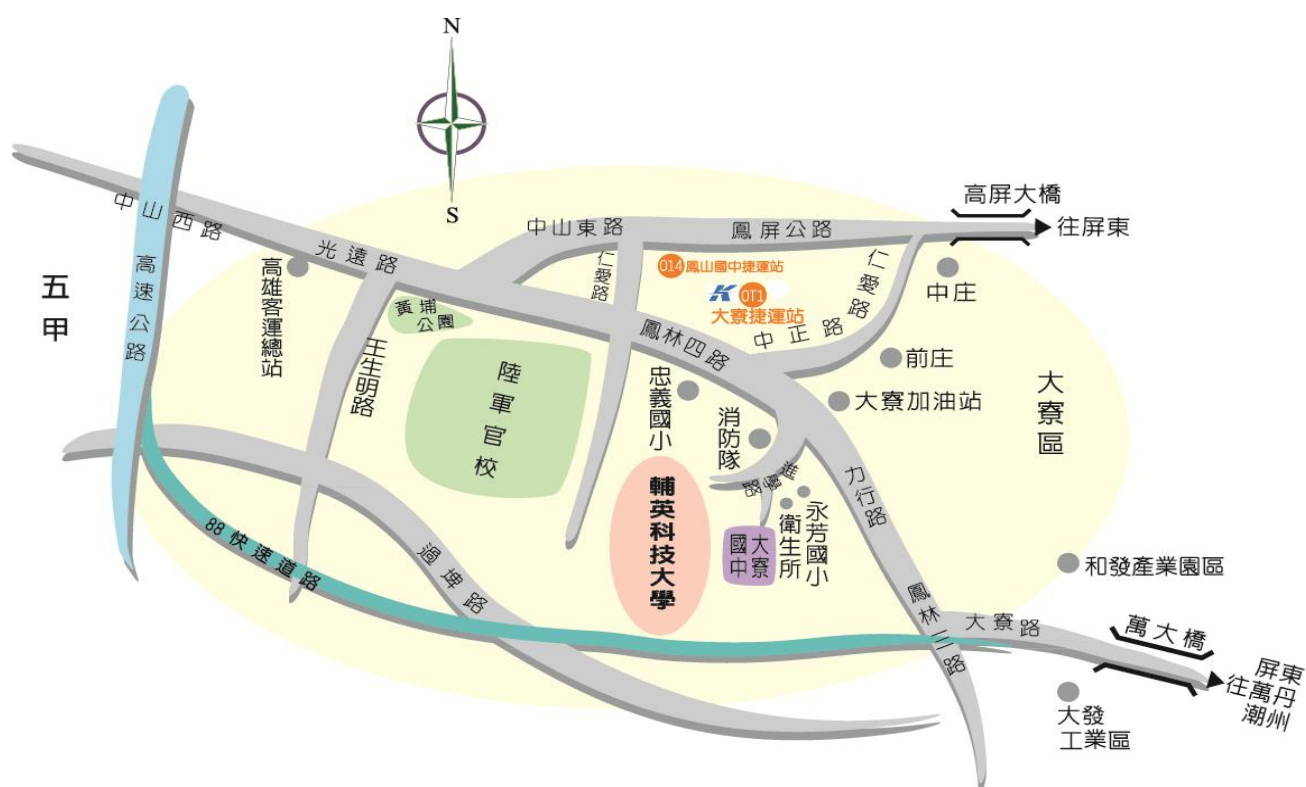 N
S
高屏大橋
往屏東
中山西路
中山東路
鳳屏公路
光遠路
仁愛路
仁愛路
O14鳳山國中捷運站
OT1
大寮捷運站
中庄
高速公路
五甲
高雄客運總站
黃埔公園
鳳林四路
中正路
王生明路
陸軍官校
忠義國小
前庄
大寮加油站
大寮區
消防隊
進學路
力行路
輔英科技大學
大寮國中
衛生所
永芳國小
88快速道路
過埤路
和發產業園區
鳳林三路
大寮路
萬大橋
屏東
往萬丹
潮州
大發
工業區